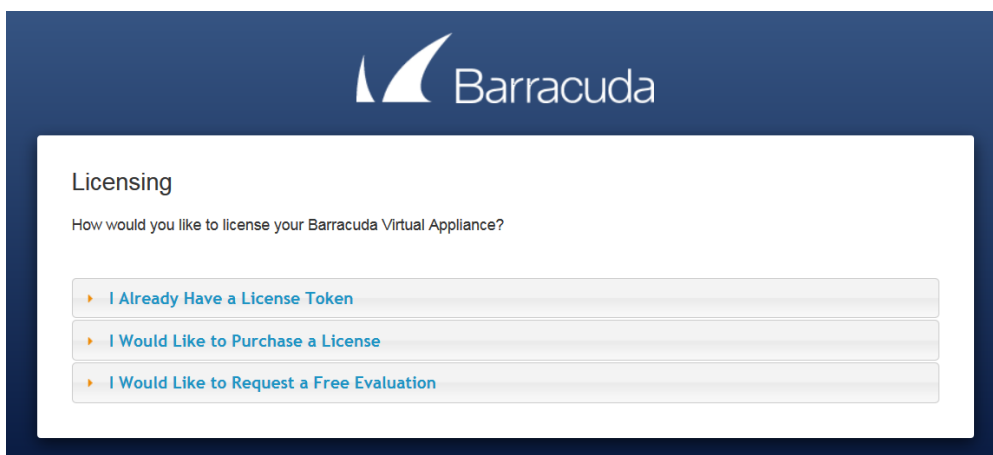 Barracuda
Licensing
How would you like to license your Barracuda Virtual Appliance?
I Already Have a License Token
I Would Like to Purchase a License
I Would Like to Request a Free Evaluation